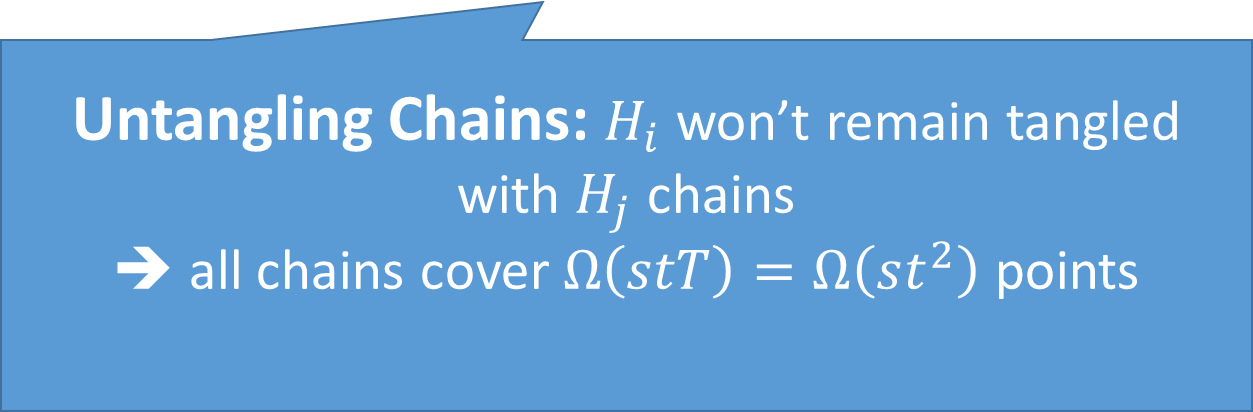 Untangling Chains: Hᵢ won’t remain tangled
with Hⱼ chains
➔ all chains cover Ω(stT) = Ω(st²) points